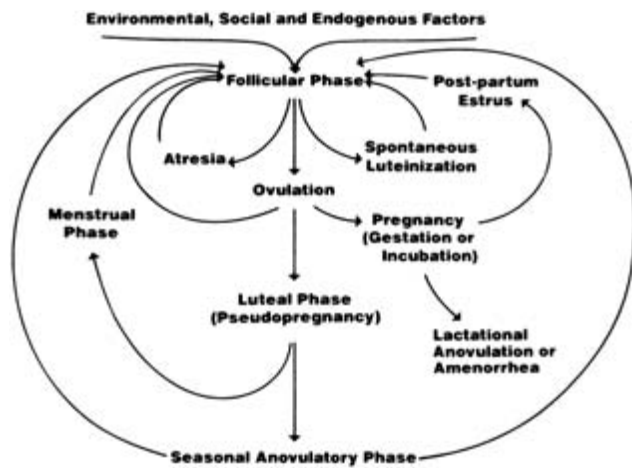 Environmental, Social and Endogenous Factors
Follicular Phase
Post-partum
Estrus
Atresia
Spontaneous
Luteinization
Ovulation
Menstrual
Phase
Pregnancy
(Gestation or
Incubation)
Luteal Phase
(Pseudopregnancy)
Lactational
Anovulation or
Amenorrhea
Seasonal Anovulatory Phase